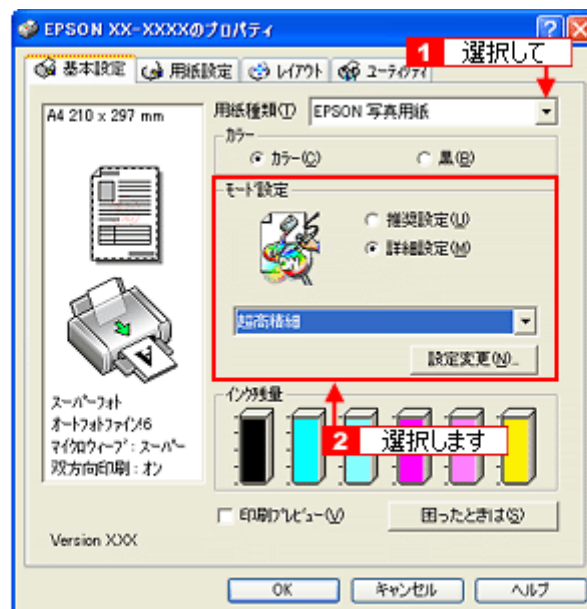 EPSON XX-XXXXのプロパティ
1 選択して
基本設定 用紙設定 レイアウト ユーティリティ
A4 210 x 297 mm
用紙種類(T) EPSON 写真用紙
カラー
カラー(C) 黒(B)
モード設定
推奨設定(U)
詳細設定(M)
超高精細
設定変更(N)...
スーパーフォト
オートフォトファイン!6
マイクロウィーブ : スーパー
双方向印刷 : オン
インク残量
2 選択します
印刷プレビュー(V) 困ったときは(S)
Version XXX
OK キャンセル ヘルプ